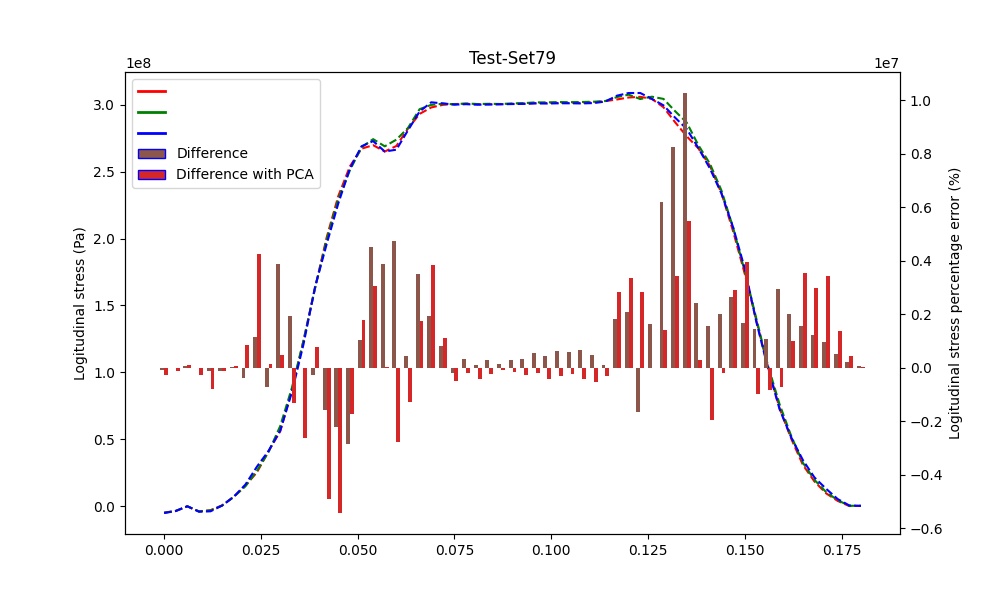 Test-Set79
1e8
1e7
Difference
Difference with PCA
Logitudinal stress (Pa)
Logitudinal stress percentage error (%)
3.0
2.5
2.0
1.5
1.0
0.5
0.0
1.0
0.8
0.6
0.4
0.2
0.0
−0.2
−0.4
−0.6
0.000 0.025 0.050 0.075 0.100 0.125 0.150 0.175